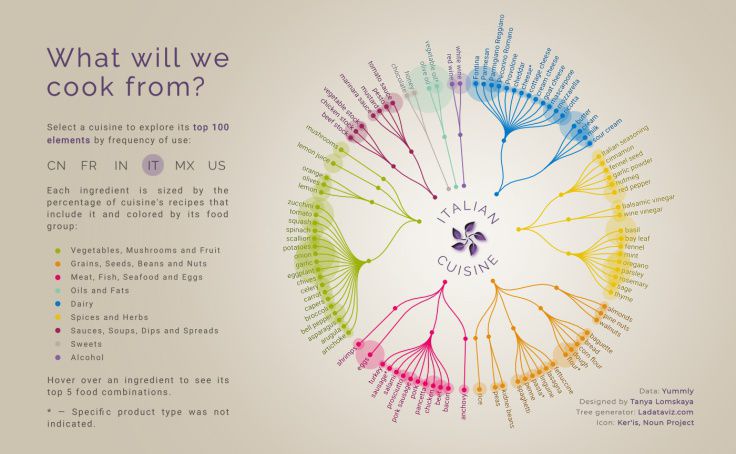 What will we
cook from?
Select a cuisine to explore its top 100
elements by frequency of use:
CN FR IN IT MX US
Each ingredient is sized by the
percentage of cuisine's recipes that
include it and colored by its food
group:
Vegetables, Mushrooms and Fruit
Grains, Seeds, Beans and Nuts
Meat, Fish, Seafood and Eggs
Oils and Fats
Dairy
Spices and Herbs
Sauces, Soups, Dips and Spreads
Sweets
Alcohol
Hover over an ingredient to see its
top 5 food combinations.
* — Specific product type was not
indicated.
ITALIAN
CUISINE
mushrooms
lemon juice
orange
olives
lemon
zucchini
tomato
squash
spinach
scallion
potatoes
onion
garlic
eggplant
chives
celery
carrot
capers
broccoli
bell pepper
asparagus
arugula
artichoke
vegetable stock
chicken stock
beef stock
tomato sauce
pesto
mustard
marinara sauce
honey
chocolate
vegetable oil
olive oil
white wine
red wine
Fontina
Parmesan
Parmigiano Reggiano
Pecorino Romano
provolone
cheddar
cheese*
cottage cheese
cream cheese
goat cheese
mascarpone
mozzarella
ricotta
butter
cream
milk
sour cream
Italian seasoning
cinnamon
fennel seed
garlic powder
nutmeg
red pepper
balsamic vinegar
wine vinegar
basil
bay leaf
fennel
mint
oregano
parsley
rosemary
sage
thyme
almonds
pine nuts
walnuts
baguette
bread
corn flour
dough
flour*
fettuccine
lasagna
linguine
pasta*
penne
spaghetti
kidney beans
peas
rice
anchovy
bacon
beef
chicken
pancetta
pork
pork sausage
prosciutto
salami
sausage*
turkey
eggs
shrimps
Data: Yummly
Designed by Tanya Lomskaya
Tree generator: Ladataviz.com
Icon: Ker'is, Noun Project